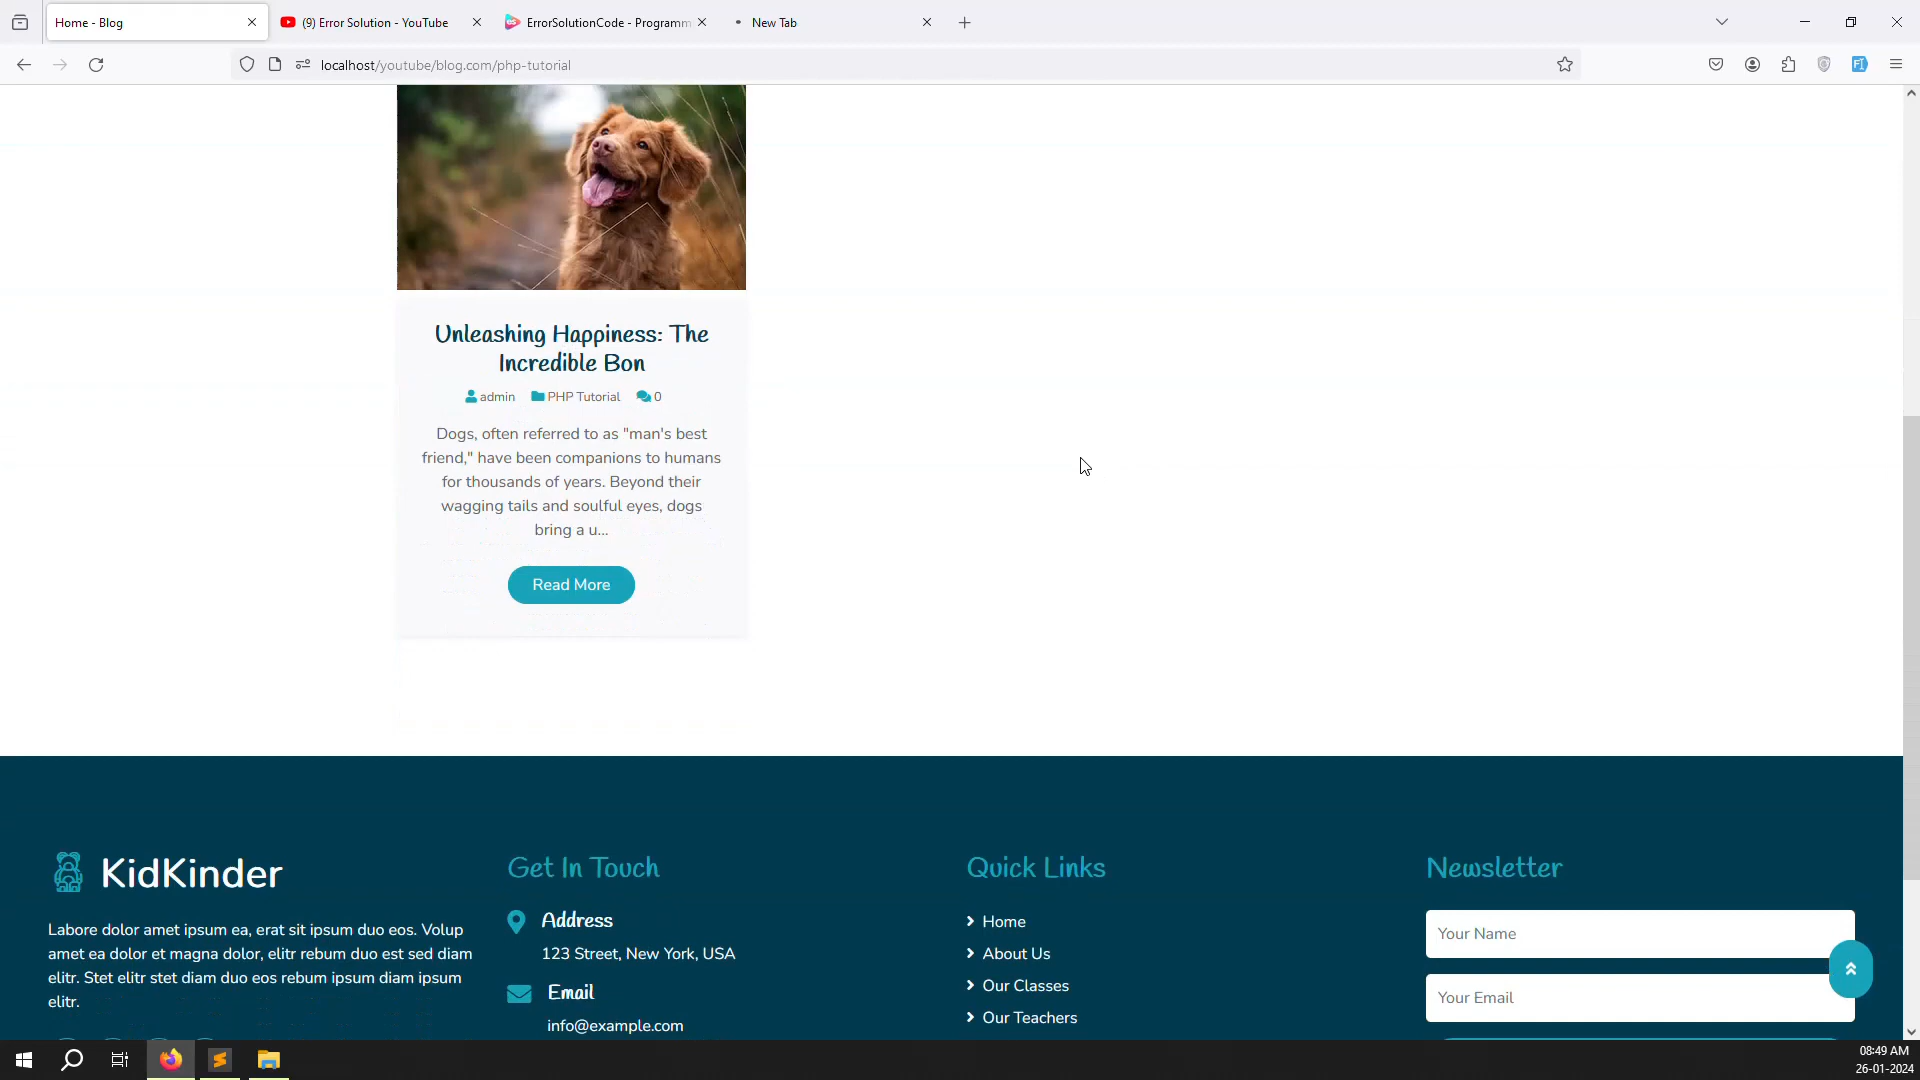 Home - Blog
(9) Error Solution - YouTube
ErrorSolutionCode - Programm
New Tab
localhost/youtube/blog.com/php-tutorial
Unleashing Happiness: The
Incredible Bon
admin PHP Tutorial 0
Dogs, often referred to as "man's best
friend," have been companions to humans
for thousands of years. Beyond their
wagging tails and soulful eyes, dogs
bring a u...
Read More
KidKinder
Labore dolor amet ipsum ea, erat sit ipsum duo eos. Volup
amet ea dolor et magna dolor, elitr rebum duo est sed diam
elitr. Stet elitr stet diam duo eos rebum ipsum diam ipsum
elitr.
Get In Touch
Address
123 Street, New York, USA
Email
info@example.com
Quick Links
Home
About Us
Our Classes
Our Teachers
Newsletter
Your Name
Your Email
08:49 AM
26-01-2024